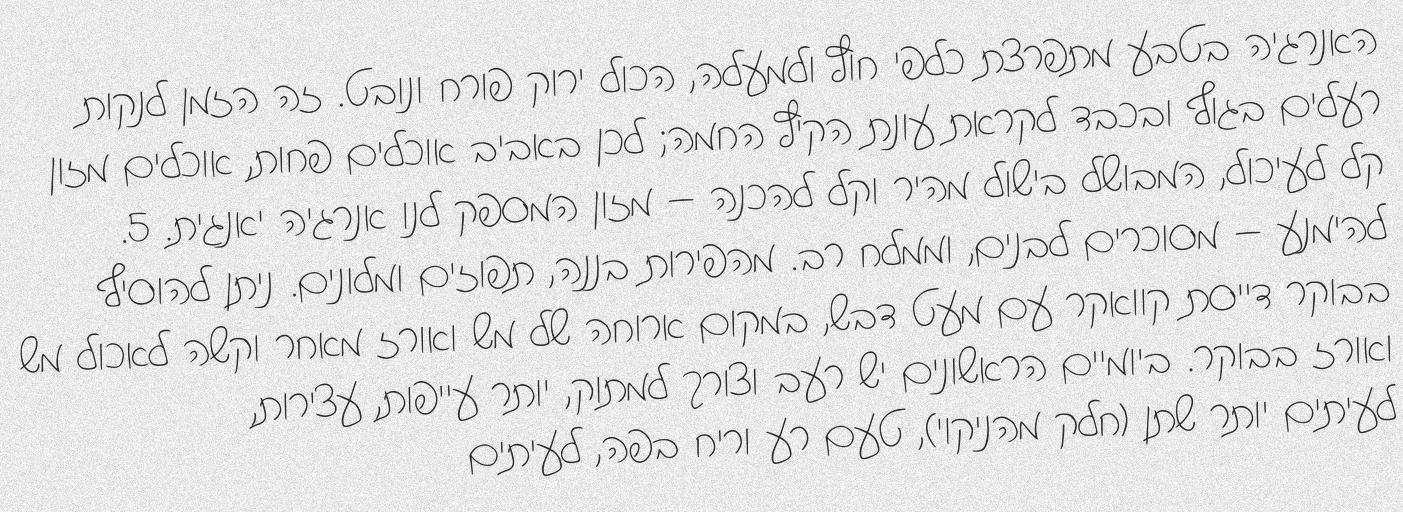 האנרגיה בטבע מתפרצת כלפי חוץ ולמעלה, הכול ירוק פורח ונובט. זה הזמן לנקות
רעלים בגוף ובכבד לקראת עונת הקיץ החמה; לכן באביב אוכלים פחות, אוכלים מזון
קל לעיכול, המבושל בישול מהיר וקל להכנה – מזון המספק לנו אנרגיה יאנגית. 5.
להימנע – מסוכרים לבנים, וממלח רב. מהפירות בננה, תפוזים ומלונים. ניתן להוסיף
בבוקר דייסת קוואקר עם מעט דבש, במקום ארוחה של מש ואורז מאחר וקשה לאכול מש
ואורז בבוקר. ביומיים הראשונים יש רעב וצורך למתוק, יותר עייפות, עצירות,
לעיתים יותר שתן (חלק מהניקוי), טעם רע וריח בפה, לעיתים